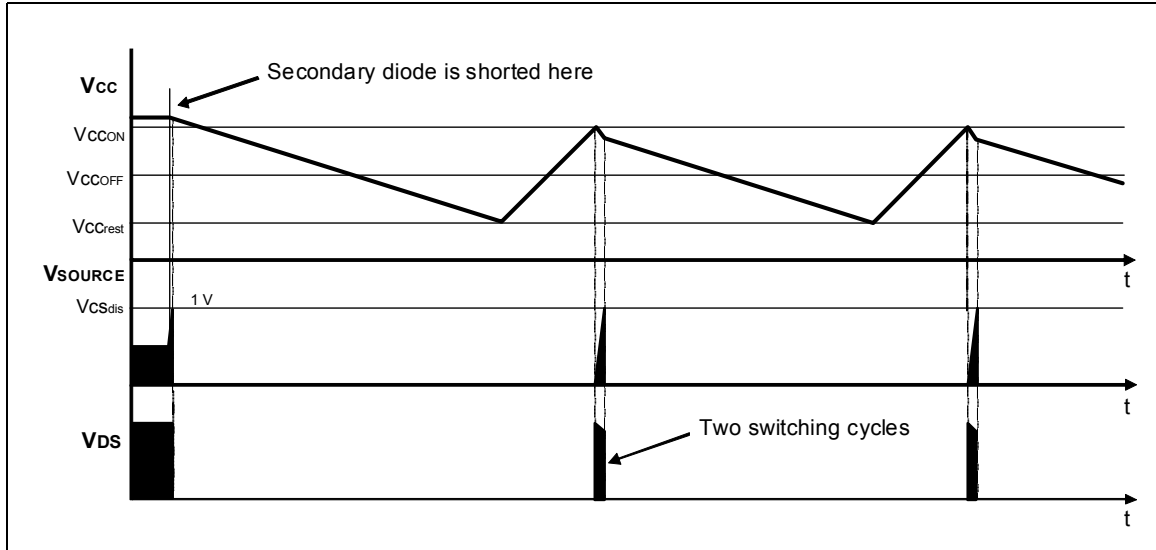 Secondary diode is shorted here
VCC
VCCON
VCCOFF
VCCrest
t
VSOURCE
VCSdis
1 V
t
VDS
Two switching cycles
t